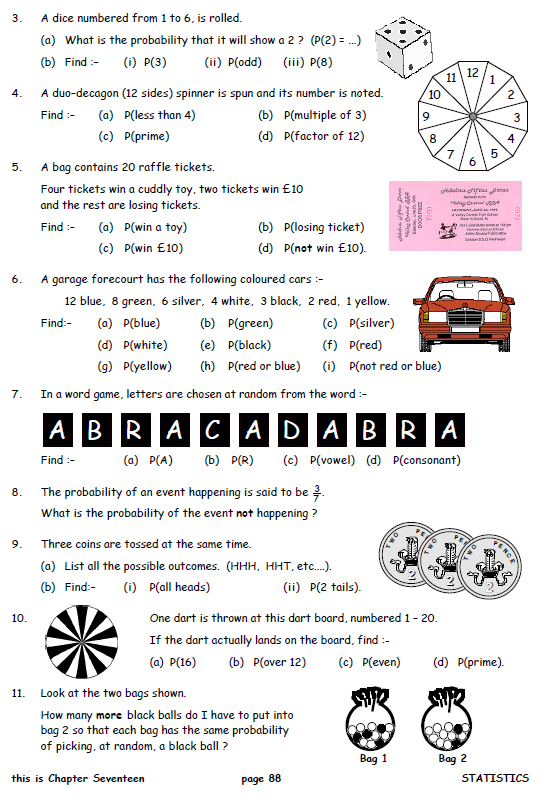 3. A dice numbered from 1 to 6, is rolled.
(a) What is the probability that it will show a 2 ? (P(2) = ...)
(b) Find :- (i) P(3) (ii) P(odd) (iii) P(8)
4. A duo-decagon (12 sides) spinner is spun and its number is noted.
Find :- (a) P(less than 4) (b) P(multiple of 3)
(c) P(prime) (d) P(factor of 12)
12 1 2 3 4 5 6 7 8 9 10 11
5. A bag contains 20 raffle tickets.
Four tickets win a cuddly toy, two tickets win £10
and the rest are losing tickets.
Find :- (a) P(win a toy) (b) P(losing ticket)
(c) P(win £10) (d) P(not win £10).
6. A garage forecourt has the following coloured cars :-
12 blue, 8 green, 6 silver, 4 white, 3 black, 2 red, 1 yellow.
Find:- (a) P(blue) (b) P(green) (c) P(silver)
(d) P(white) (e) P(black) (f) P(red)
(g) P(yellow) (h) P(red or blue) (i) P(not red or blue)
7. In a word game, letters are chosen at random from the word :-
A B R A C A D A B R A
Find :- (a) P(A) (b) P(R) (c) P(vowel) (d) P(consonant)
8. The probability of an event happening is said to be 3/7.
What is the probability of the event not happening ?
9. Three coins are tossed at the same time.
(a) List all the possible outcomes. (HHH, HHT, etc....).
(b) Find:- (i) P(all heads) (ii) P(2 tails).
TWO PE
TWO PE
TWO PENCE
2 2 2
10. One dart is thrown at this dart board, numbered 1 - 20.
If the dart actually lands on the board, find :-
(a) P(16) (b) P(over 12) (c) P(even) (d) P(prime).
11. Look at the two bags shown.
How many more black balls do I have to put into
bag 2 so that each bag has the same probability
of picking, at random, a black ball ?
Bag 1 Bag 2
this is Chapter Seventeen page 88 STATISTICS